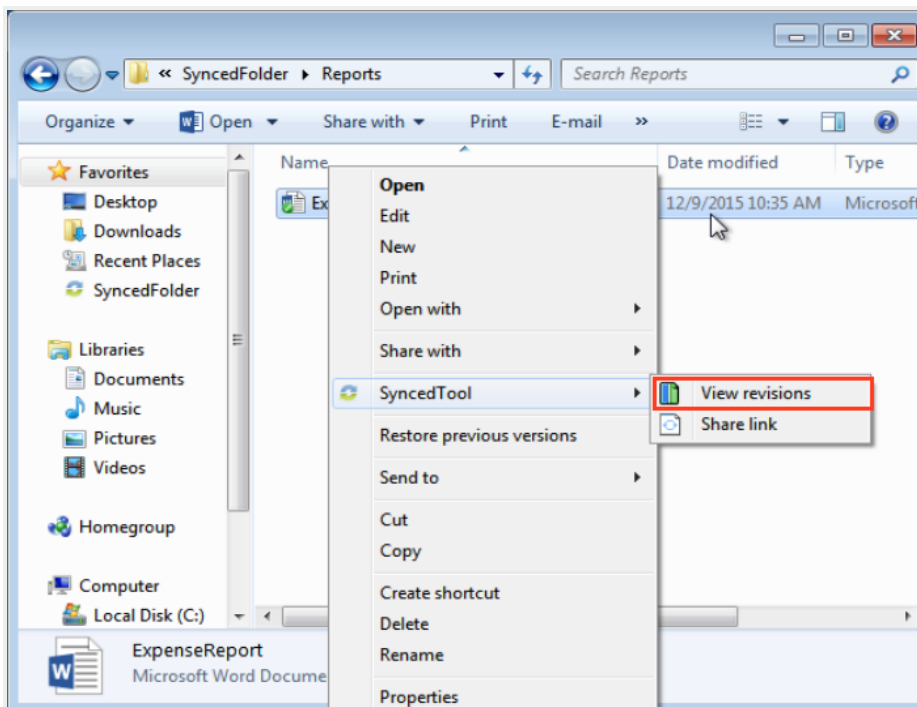 « SyncedFolder Reports Search Reports
Organize Open Share with Print E-mail »
Favorites
Desktop
Downloads
Recent Places
SyncedFolder
Libraries
Documents
Music
Pictures
Videos
Homegroup
Computer
Local Disk (C:)
Name Date modified Type
Ex 12/9/2015 10:35 AM Microsoft
Open
Edit
New
Print
Open with
Share with
SyncedTool
Restore previous versions
Send to
Cut
Copy
Create shortcut
Delete
Rename
Properties
View revisions
Share link
ExpenseReport
Microsoft Word Docume